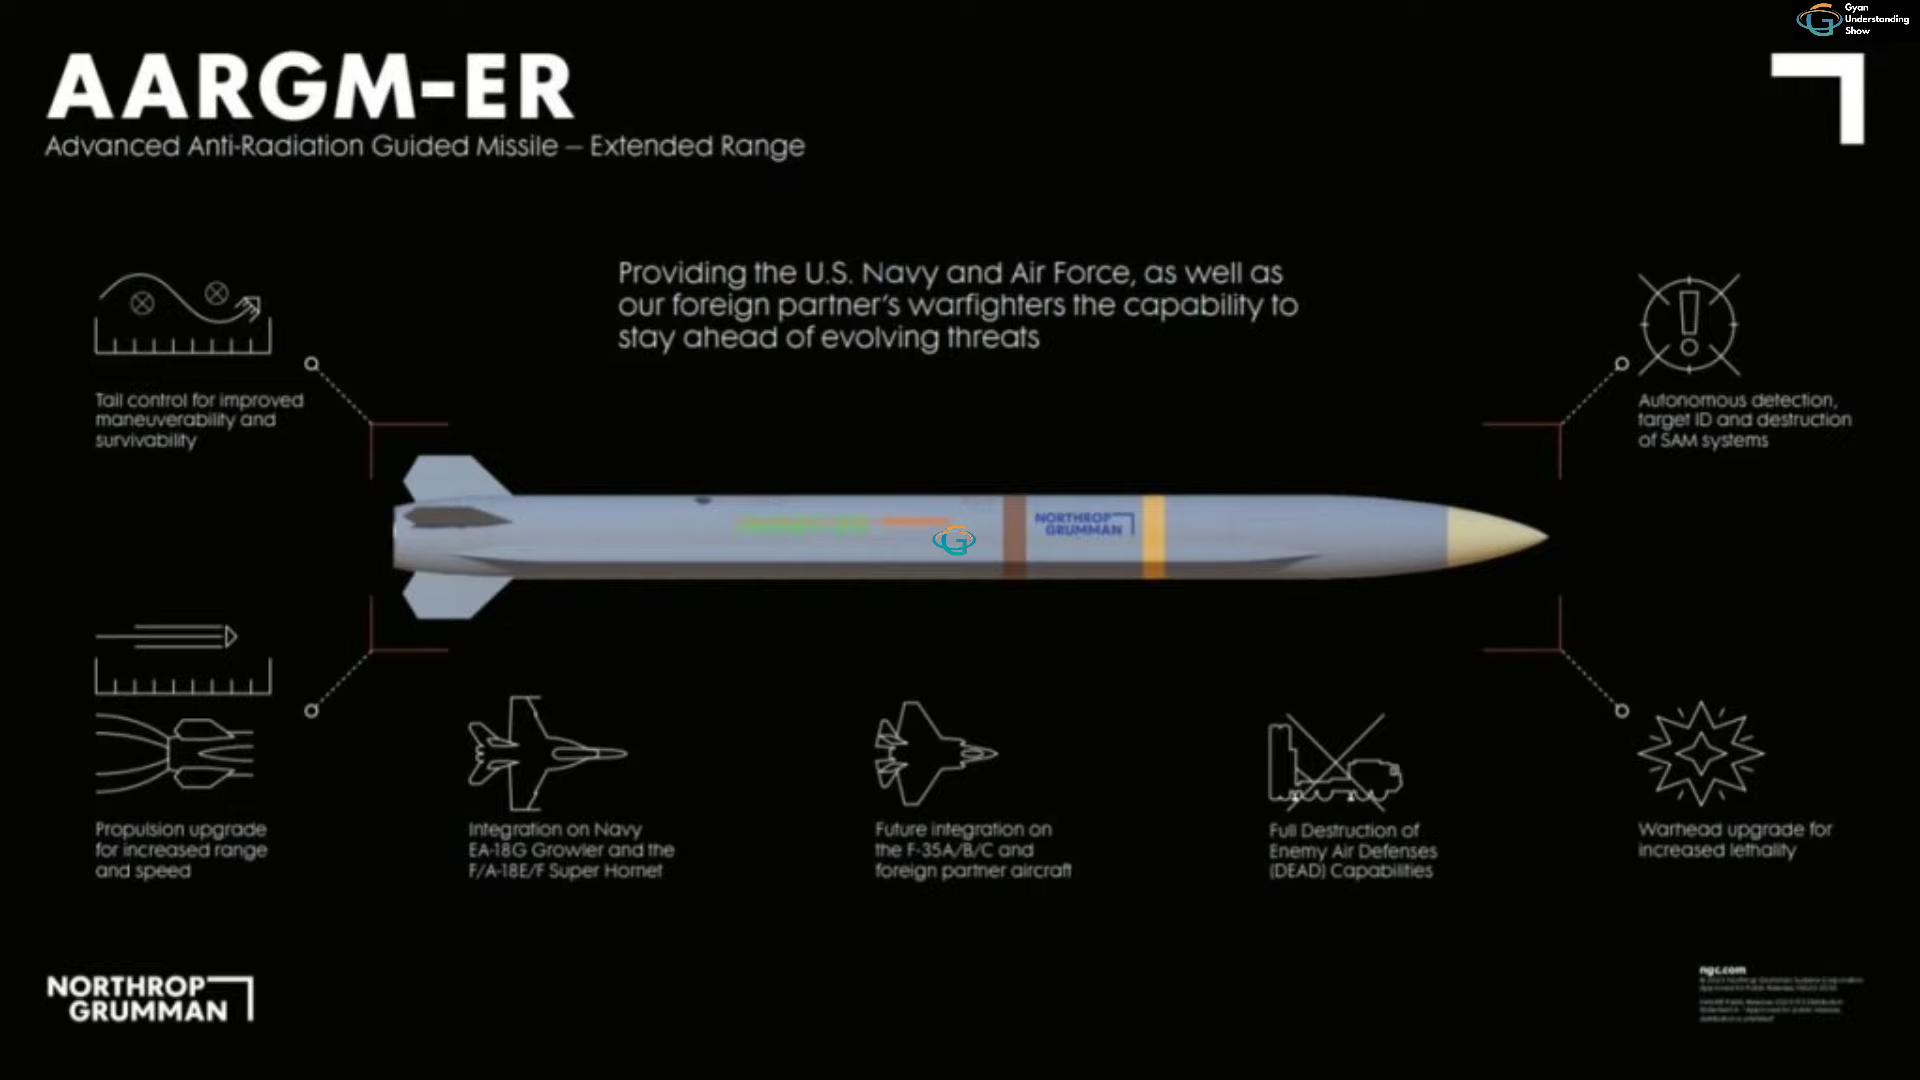 Gyan
Understanding
Show
AARGM-ER
Advanced Anti-Radiation Guided Missile – Extended Range
Providing the U.S. Navy and Air Force, as well as
our foreign partner's warfighters the capability to
stay ahead of evolving threats
Tail control for improved
maneuverability and
survivability
Autonomous detection,
target ID and destruction
of SAM systems
NORTHROP
GRUMMAN
Propulsion upgrade
for increased range
and speed
Integration on Navy
EA-18G Growler and the
F/A-18E/F Super Hornet
Future integration on
the F-35A/B/C and
foreign partner aircraft
Full Destruction of
Enemy Air Defenses
(DEAD) Capabilities
Warhead upgrade for
increased lethality
NORTHROP
GRUMMAN
ngc.com